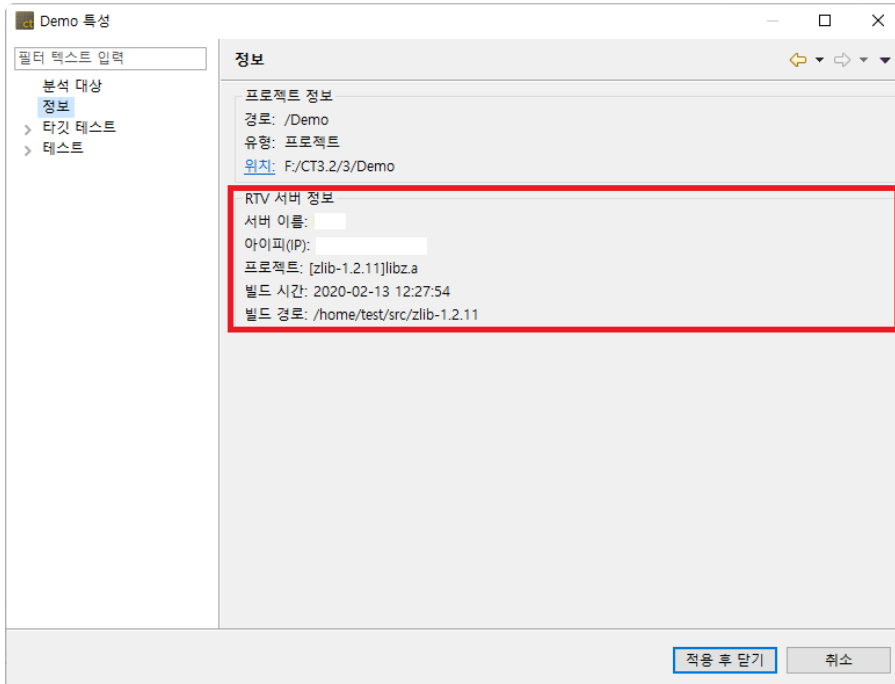 ct Demo 특성
필터 텍스트 입력
분석 대상
정보
타깃 테스트
테스트
정보
프로젝트 정보
경로: /Demo
유형: 프로젝트
위치: F:/CT3.2/3/Demo
RTV 서버 정보
서버 이름:
아이피(IP):
프로젝트: [zlib-1.2.11]libz.a
빌드 시간: 2020-02-13 12:27:54
빌드 경로: /home/test/src/zlib-1.2.11
적용 후 닫기
취소